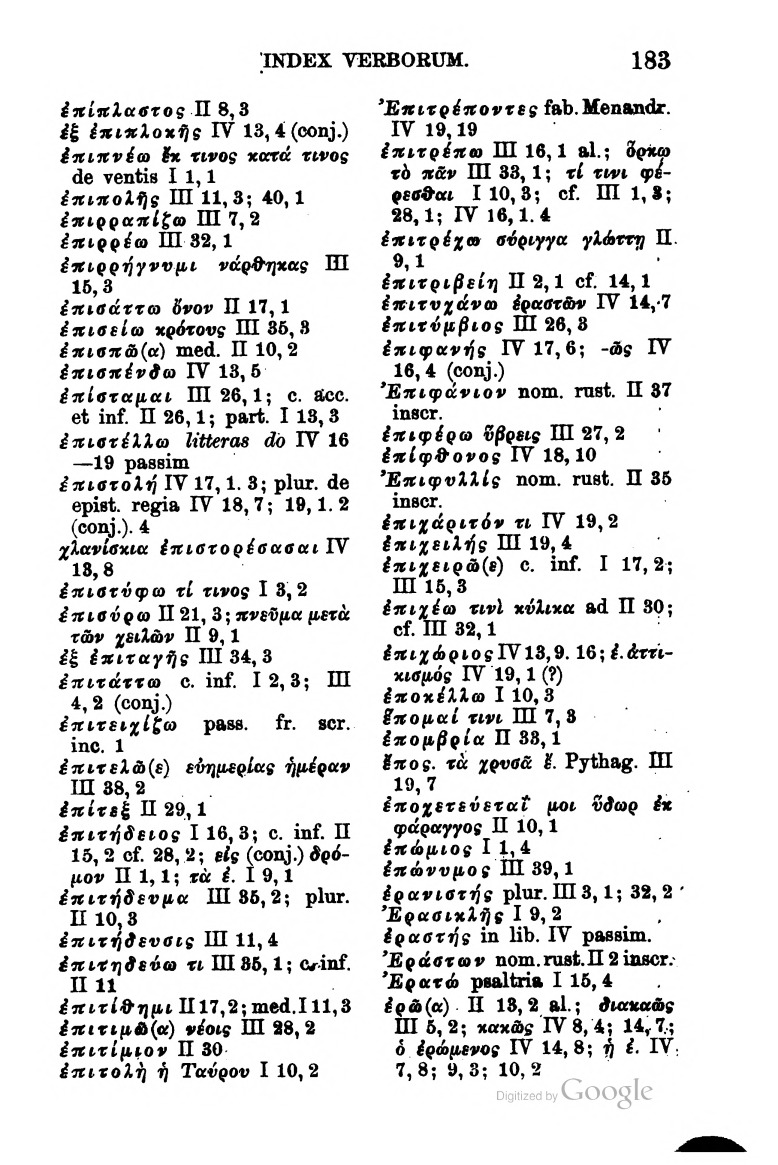 INDEX VERBORUM. 183
ἐπίπλαστος II 8, 3
ἐξ ἐπιπλοκῆς IV 13, 4 (conj.)
ἐπιπνέω ἔκ τινος κατά τινος
de ventis I 1, 1
ἐπιπολῆς III 11, 3; 40, 1
ἐπιρραπίζω III 7, 2
ἐπιρρέω III 32, 1
ἐπιρρήγνυμι νάρθηκας III
15, 3
ἐπισάττω ὄνον II 17, 1
ἐπισείω κρότους III 35, 3
ἐπισπῶ(α) med. II 10, 2
ἐπισπένδω IV 13, 5
ἐπίσταμαι III 26, 1; c. acc.
et inf. II 26, 1; part. I 13, 3
ἐπιστέλλω litteras do IV 16
—19 passim
ἐπιστολή IV 17, 1. 3; plur. de
epist. regia IV 18, 7; 19, 1. 2
(conj.). 4
χλανίσκια ἐπιστορέσασαι IV
13, 8
ἐπιστύφω τί τινος I 3, 2
ἐπισύρω II 21, 3; πνεῦμα μετὰ
τῶν χειλῶν II 9, 1
ἐξ ἐπιταγῆς III 34, 3
ἐπιτάττω c. inf. I 2, 3; III
4, 2 (conj.)
ἐπιτειχίζω pass. fr. scr.
inc. 1
ἐπιτελῶ(ε) εὐημερίας ἡμέραν
III 38, 2
ἐπίτεξ II 29, 1
ἐπιτήδειος I 16, 3; c. inf. II
15, 2 cf. 28, 2; εἰς (conj.) δρό-
μον II 1, 1; τὰ ἐ. I 9, 1
ἐπιτήδευμα III 35, 2; plur.
II 10, 3
ἐπιτήδευσις III 11, 4
ἐπιτηδεύω τι III 35, 1; c. inf.
II 11
ἐπιτίθημι II 17, 2; med. I 11, 3
ἐπιτιμῶ(α) νέοις III 28, 2
ἐπιτίμιον II 30
ἐπιτολὴ ἡ Ταύρου I 10, 2
Ἐπιτρέποντες fab. Menandr.
IV 19, 19
ἐπιτρέπω III 16, 1 al.; ὅρκῳ
τὸ πᾶν III 33, 1; τί τινι φέ-
ρεσθαι I 10, 3; cf. III 1, 3;
28, 1; IV 16, 1. 4
ἐπιτρέχω σύριγγα γλώττῃ II
9, 1
ἐπιτριβείη II 2, 1 cf. 14, 1
ἐπιτυχάνω ἐραστῶν IV 14, 7
ἐπιτύμβιος III 26, 3
ἐπιφανής IV 17, 6; -ῶς IV
16, 4 (conj.)
Ἐπιφάνιον nom. rust. II 37
inscr.
ἐπιφέρω ὕβρεις III 27, 2
ἐπίφθονος IV 18, 10
Ἐπιφυλλίς nom. rust. II 35
inscr.
ἐπιχάριτόν τι IV 19, 2
ἐπιχειλής III 19, 4
ἐπιχειρῶ(ε) c. inf. I 17, 2;
III 15, 3
ἐπιχέω τινὶ κύλικα ad II 30;
cf. III 32, 1
ἐπιχώριος IV 13, 9. 16; ἐ. ἀττι-
κισμός IV 19, 1 (?)
ἐποκέλλω I 10, 3
ἕπομαί τινι III 7, 3
ἐπομβρία II 33, 1
ἔπος. τὰ χρυσᾶ ἔ. Pythag. III
19, 7
ἐποχετεύεταΐ μοι ὕδωρ ἐκ
φάραγγος II 10, 1
ἐπώμιος I 1, 4
ἐπώνυμος III 39, 1
ἐρανιστής plur. III 3, 1; 32, 2
Ἐρασικλῆς I 9, 2
ἐραστής in lib. IV passim.
Ἐράστων nom. rust. II 2 inscr.
Ἐρατώ psaltria I 15, 4
ἐρῶ(α) II 13, 2 al.; διακαῶς
III 5, 2; κακῶς IV 8, 4; 14, 7;
ὁ ἐρώμενος IV 14, 8; ἡ ἐ. IV
7, 8; 9, 3; 10, 2
Digitized by Google